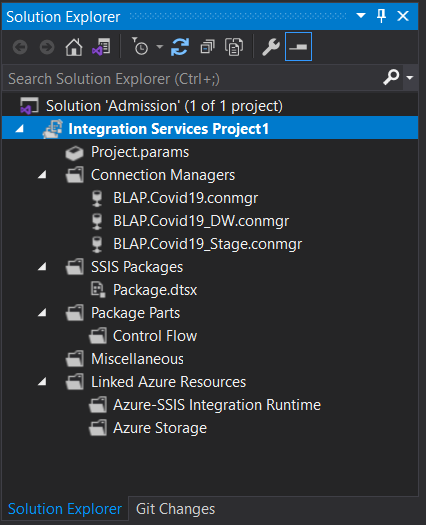 Solution Explorer
Search Solution Explorer (Ctrl+;)
Solution 'Admission' (1 of 1 project)
Integration Services Project1
Project.params
Connection Managers
BLAP.Covid19.conmgr
BLAP.Covid19_DW.conmgr
BLAP.Covid19_Stage.conmgr
SSIS Packages
Package.dtsx
Package Parts
Control Flow
Miscellaneous
Linked Azure Resources
Azure-SSIS Integration Runtime
Azure Storage
Solution Explorer Git Changes